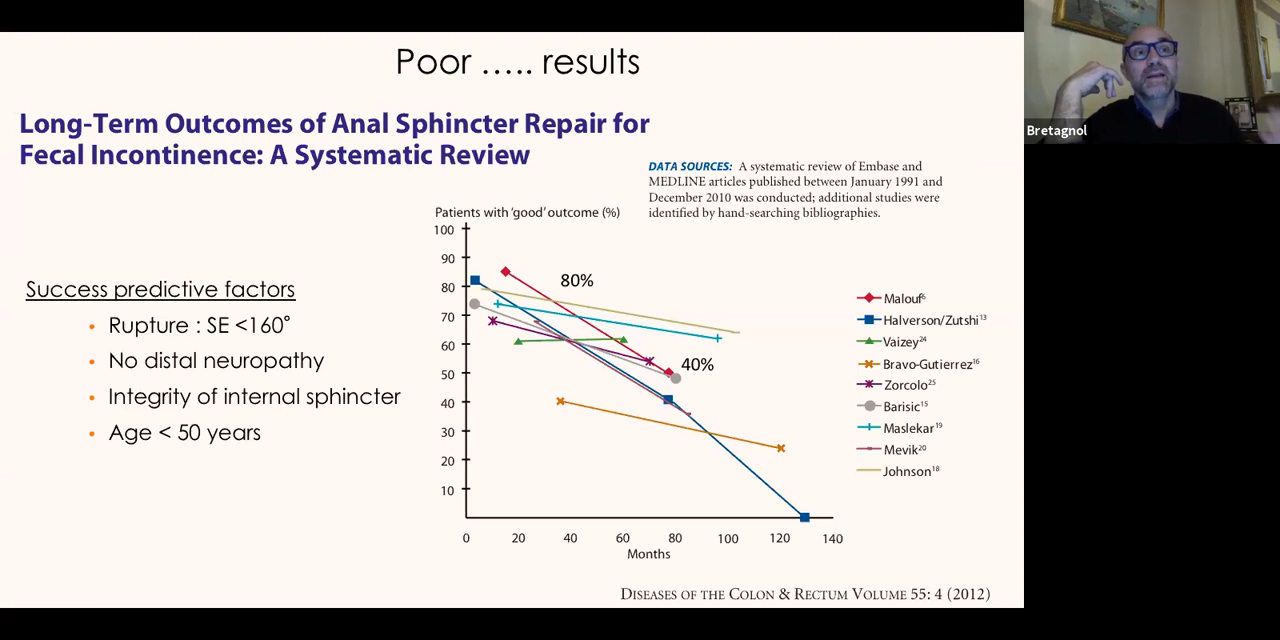 Poor ..... results
Long-Term Outcomes of Anal Sphincter Repair for
Fecal Incontinence: A Systematic Review
DATA SOURCES: A systematic review of Embase and
MEDLINE articles published between January 1991 and
December 2010 was conducted; additional studies were
identified by hand-searching bibliographies.
Success predictive factors
• Rupture : SE <160°
• No distal neuropathy
• Integrity of internal sphincter
• Age < 50 years
Patients with 'good' outcome (%)
100
90
80
70
60
50
40
30
20
10
80%
40%
0 20 40 60 80 100 120 140
Months
Malouf⁶
Halverson/Zutshi¹³
Vaizey²⁴
Bravo-Gutierrez¹⁶
Zorcolo²⁵
Barisic¹⁵
Maslekar¹⁹
Mevik²⁰
Johnson¹⁸
DISEASES OF THE COLON & RECTUM VOLUME 55: 4 (2012)
Bretagnol